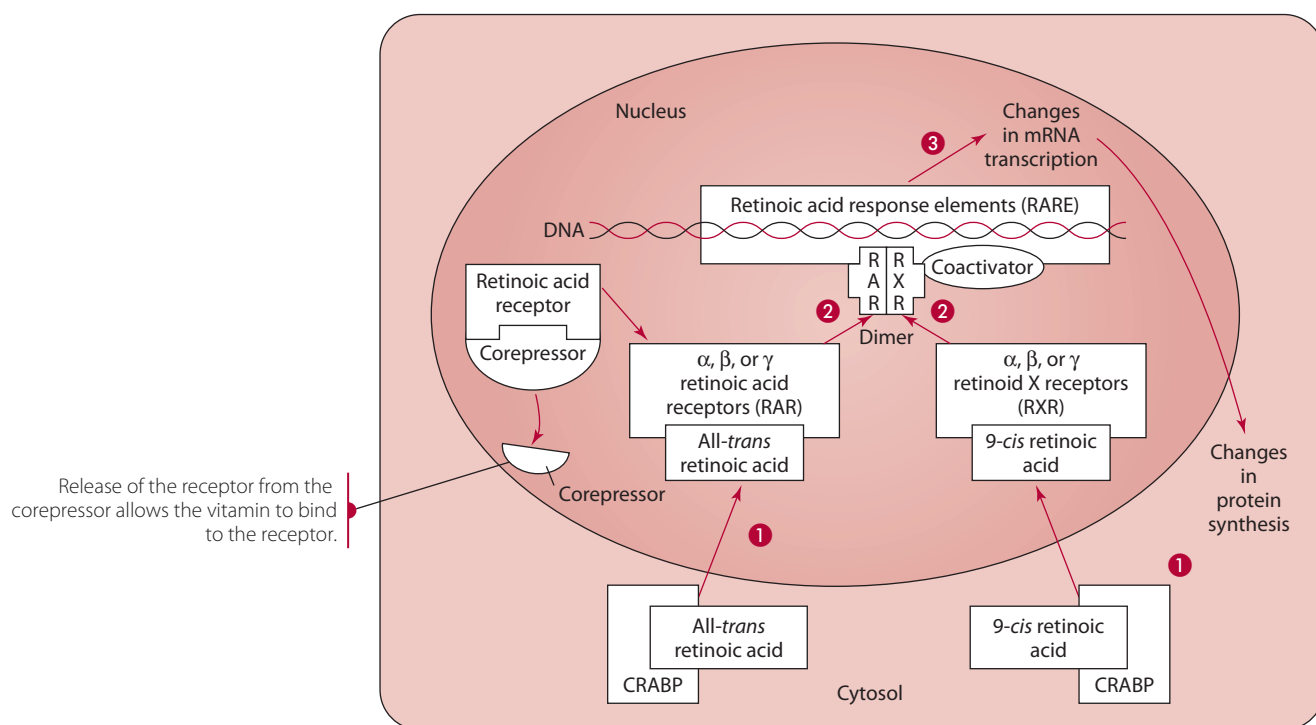 Nucleus
Changes
in mRNA
transcription
3
Retinoic acid response elements (RARE)
DNA
R R
A X
R R
Coactivator
Retinoic acid
receptor
Corepressor
2
2
Dimer
α, β, or γ
retinoic acid
receptors (RAR)
All-trans
retinoic acid
α, β, or γ
retinoid X receptors
(RXR)
9-cis retinoic
acid
Changes
in
protein
synthesis
Release of the receptor from the
corepressor allows the vitamin to bind
to the receptor.
Corepressor
1
1
All-trans
retinoic acid
CRABP
9-cis retinoic
acid
CRABP
Cytosol